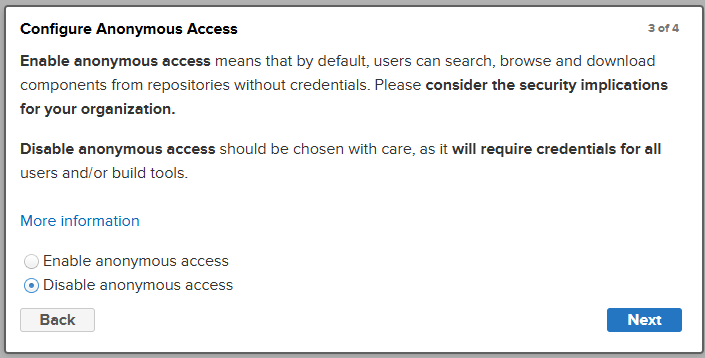 Configure Anonymous Access
3 of 4
Enable anonymous access means that by default, users can search, browse and download
components from repositories without credentials. Please consider the security implications
for your organization.
Disable anonymous access should be chosen with care, as it will require credentials for all
users and/or build tools.
More information
Enable anonymous access
Disable anonymous access
Back
Next